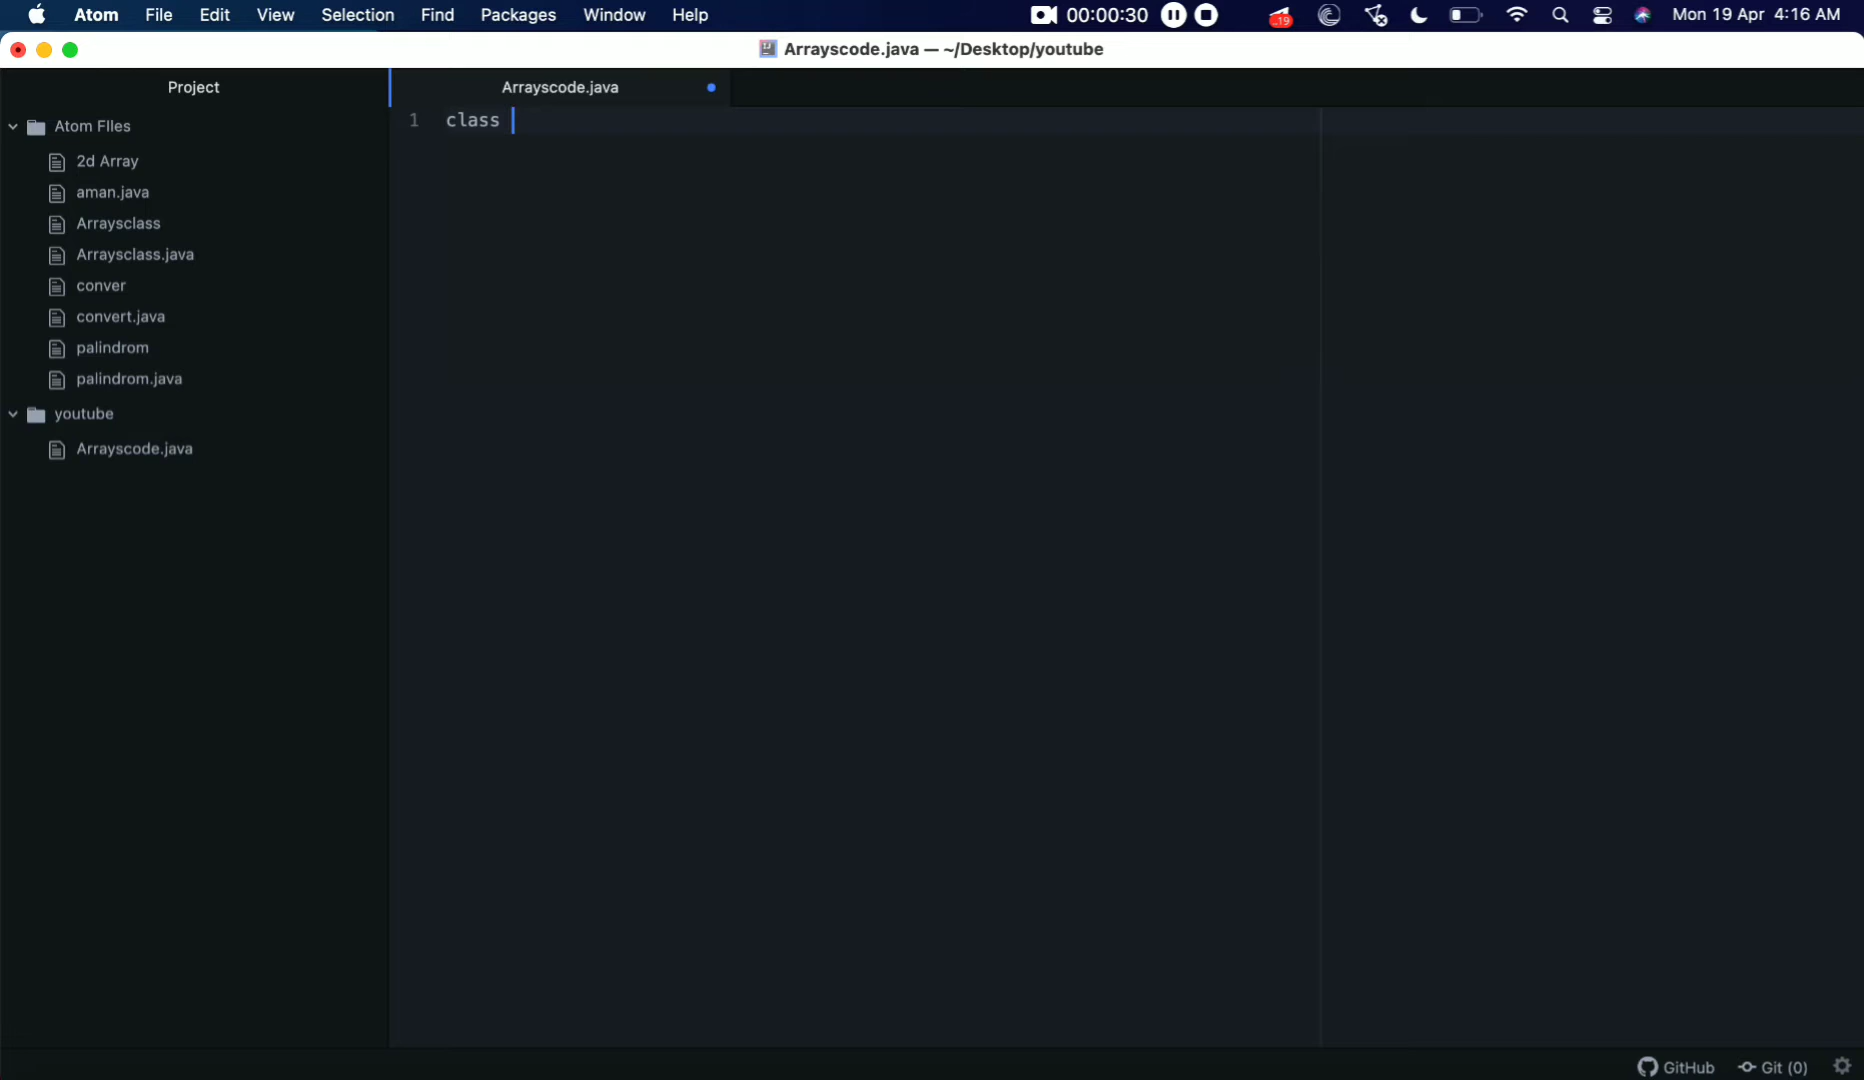 Atom File Edit View Selection Find Packages Window Help 00:00:30 19 Mon 19 Apr 4:16 AM
Arrayscode.java — ~/Desktop/youtube
Project
Arrayscode.java
Atom FIles
2d Array
aman.java
Arraysclass
Arraysclass.java
conver
convert.java
palindrom
palindrom.java
youtube
Arrayscode.java
1 class
GitHub Git (0)